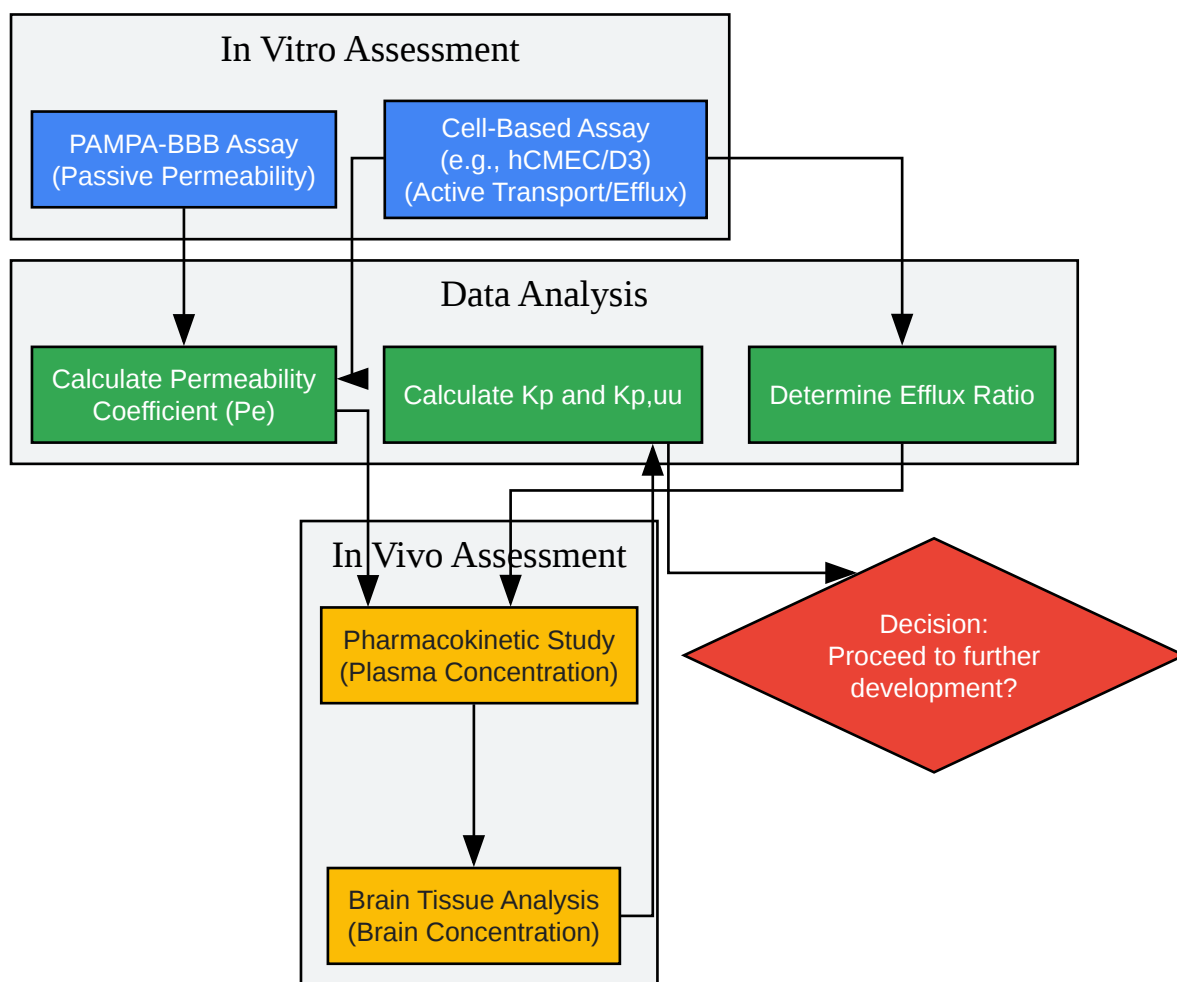 In Vitro Assessment
PAMPA-BBB Assay
(Passive Permeability)
Cell-Based Assay
(e.g., hCMEC/D3)
(Active Transport/Efflux)
Data Analysis
Calculate Permeability
Coefficient (Pe)
Calculate Kp and Kp,uu
Determine Efflux Ratio
In Vivo Assessment
Pharmacokinetic Study
(Plasma Concentration)
Decision:
Proceed to further
development?
Brain Tissue Analysis
(Brain Concentration)